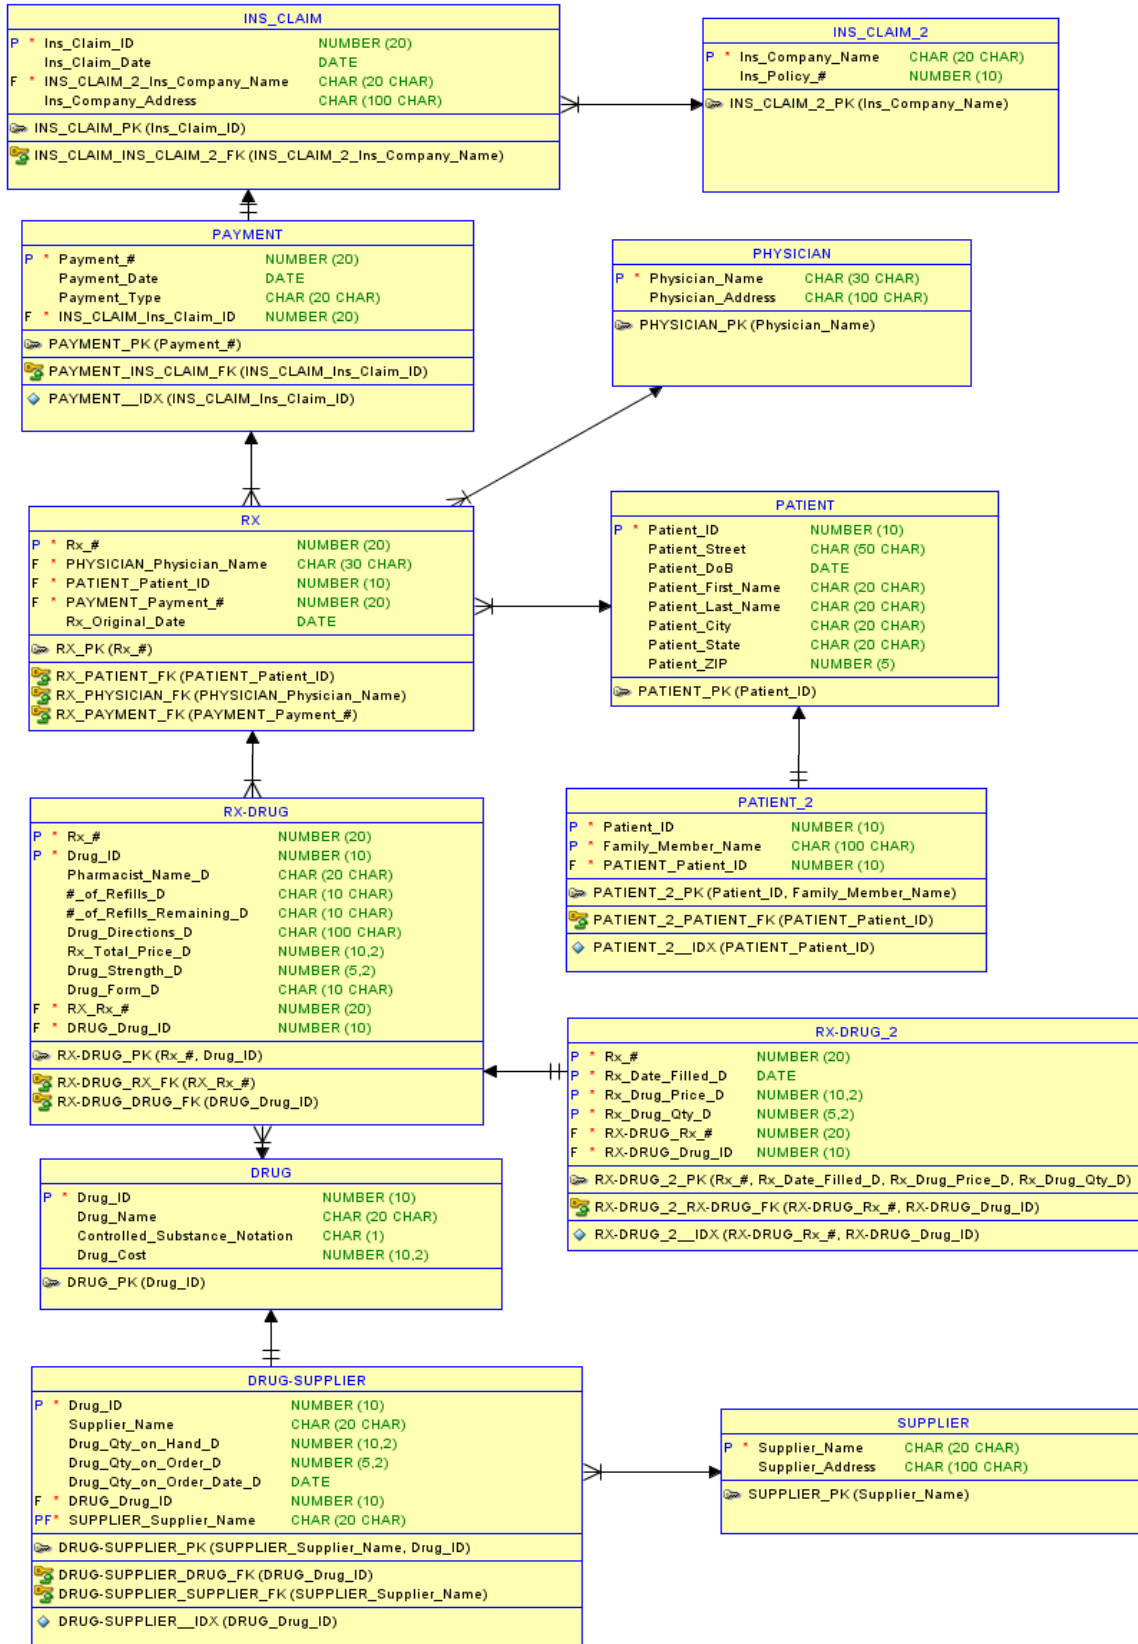 INS_CLAIM
P * Ins_Claim_ID NUMBER (20)
Ins_Claim_Date DATE
F * INS_CLAIM_2_Ins_Company_Name CHAR (20 CHAR)
Ins_Company_Address CHAR (100 CHAR)
INS_CLAIM_PK (Ins_Claim_ID)
INS_CLAIM_INS_CLAIM_2_FK (INS_CLAIM_2_Ins_Company_Name)
INS_CLAIM_2
P * Ins_Company_Name CHAR (20 CHAR)
Ins_Policy_# NUMBER (10)
INS_CLAIM_2_PK (Ins_Company_Name)
PAYMENT
P * Payment_# NUMBER (20)
Payment_Date DATE
Payment_Type CHAR (20 CHAR)
F * INS_CLAIM_Ins_Claim_ID NUMBER (20)
PAYMENT_PK (Payment_#)
PAYMENT_INS_CLAIM_FK (INS_CLAIM_Ins_Claim_ID)
PAYMENT__IDX (INS_CLAIM_Ins_Claim_ID)
PHYSICIAN
P * Physician_Name CHAR (30 CHAR)
Physician_Address CHAR (100 CHAR)
PHYSICIAN_PK (Physician_Name)
RX
P * Rx_# NUMBER (20)
F * PHYSICIAN_Physician_Name CHAR (30 CHAR)
F * PATIENT_Patient_ID NUMBER (10)
F * PAYMENT_Payment_# NUMBER (20)
Rx_Original_Date DATE
RX_PK (Rx_#)
RX_PATIENT_FK (PATIENT_Patient_ID)
RX_PHYSICIAN_FK (PHYSICIAN_Physician_Name)
RX_PAYMENT_FK (PAYMENT_Payment_#)
PATIENT
P * Patient_ID NUMBER (10)
Patient_Street CHAR (50 CHAR)
Patient_DoB DATE
Patient_First_Name CHAR (20 CHAR)
Patient_Last_Name CHAR (20 CHAR)
Patient_City CHAR (20 CHAR)
Patient_State CHAR (20 CHAR)
Patient_ZIP NUMBER (5)
PATIENT_PK (Patient_ID)
PATIENT_2
P * Patient_ID NUMBER (10)
P * Family_Member_Name CHAR (100 CHAR)
F * PATIENT_Patient_ID NUMBER (10)
PATIENT_2_PK (Patient_ID, Family_Member_Name)
PATIENT_2_PATIENT_FK (PATIENT_Patient_ID)
PATIENT_2__IDX (PATIENT_Patient_ID)
RX-DRUG
P * Rx_# NUMBER (20)
P * Drug_ID NUMBER (10)
Pharmacist_Name_D CHAR (20 CHAR)
#_of_Refills_D CHAR (10 CHAR)
#_of_Refills_Remaining_D CHAR (10 CHAR)
Drug_Directions_D CHAR (100 CHAR)
Rx_Total_Price_D NUMBER (10,2)
Drug_Strength_D NUMBER (5,2)
Drug_Form_D CHAR (10 CHAR)
F * RX_Rx_# NUMBER (20)
F * DRUG_Drug_ID NUMBER (10)
RX-DRUG_PK (Rx_#, Drug_ID)
RX-DRUG_RX_FK (RX_Rx_#)
RX-DRUG_DRUG_FK (DRUG_Drug_ID)
RX-DRUG_2
P * Rx_# NUMBER (20)
P * Rx_Date_Filled_D DATE
P * Rx_Drug_Price_D NUMBER (10,2)
P * Rx_Drug_Qty_D NUMBER (5,2)
F * RX-DRUG_Rx_# NUMBER (20)
F * RX-DRUG_Drug_ID NUMBER (10)
RX-DRUG_2_PK (Rx_#, Rx_Date_Filled_D, Rx_Drug_Price_D, Rx_Drug_Qty_D)
RX-DRUG_2_RX-DRUG_FK (RX-DRUG_Rx_#, RX-DRUG_Drug_ID)
RX-DRUG_2__IDX (RX-DRUG_Rx_#, RX-DRUG_Drug_ID)
DRUG
P * Drug_ID NUMBER (10)
Drug_Name CHAR (20 CHAR)
Controlled_Substance_Notation CHAR (1)
Drug_Cost NUMBER (10,2)
DRUG_PK (Drug_ID)
DRUG-SUPPLIER
P * Drug_ID NUMBER (10)
Supplier_Name CHAR (20 CHAR)
Drug_Qty_on_Hand_D NUMBER (10,2)
Drug_Qty_on_Order_D NUMBER (5,2)
Drug_Qty_on_Order_Date_D DATE
F * DRUG_Drug_ID NUMBER (10)
PF* SUPPLIER_Supplier_Name CHAR (20 CHAR)
DRUG-SUPPLIER_PK (SUPPLIER_Supplier_Name, Drug_ID)
DRUG-SUPPLIER_DRUG_FK (DRUG_Drug_ID)
DRUG-SUPPLIER_SUPPLIER_FK (SUPPLIER_Supplier_Name)
DRUG-SUPPLIER__IDX (DRUG_Drug_ID)
SUPPLIER
P * Supplier_Name CHAR (20 CHAR)
Supplier_Address CHAR (100 CHAR)
SUPPLIER_PK (Supplier_Name)